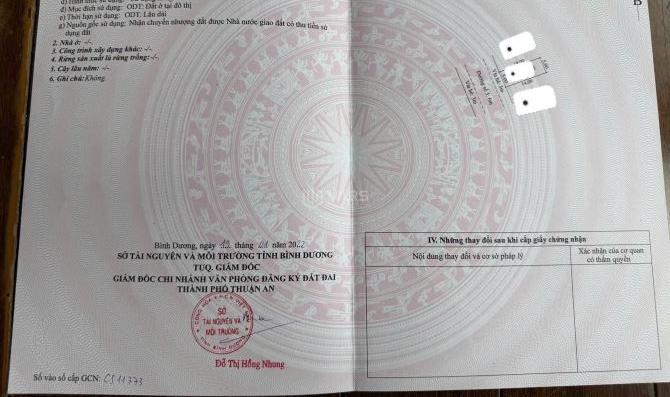 đ) Mục đích sử dụng: ODT: Đất ở tại đô thị
e) Thời hạn sử dụng: ODT: Lâu dài
g) Nguồn gốc sử dụng: Nhận chuyển nhượng đất được Nhà nước giao đất có thu tiền sử
dụng đất
2. Nhà ở: -/-
3. Công trình xây dựng khác: -/-
4. Rừng sản xuất là rừng trồng: -/-
5. Cây lâu năm: -/-
6. Ghi chú: Không.
Bình Dương, ngày tháng năm 2022
SỞ TÀI NGUYÊN VÀ MÔI TRƯỜNG TỈNH BÌNH DƯƠNG
TUQ. GIÁM ĐỐC
GIÁM ĐỐC CHI NHÁNH VĂN PHÒNG ĐĂNG KÝ ĐẤT ĐAI
THÀNH PHỐ THUẬN AN
SỞ
TÀI NGUYÊN VÀ
MÔI TRƯỜNG
Đỗ Thị Hồng Nhung
Số vào sổ cấp GCN: CS11373
B
IV. Những thay đổi sau khi cấp giấy chứng nhận
Nội dung thay đổi và cơ sở pháp lý
Xác nhận của cơ quan
có thẩm quyền